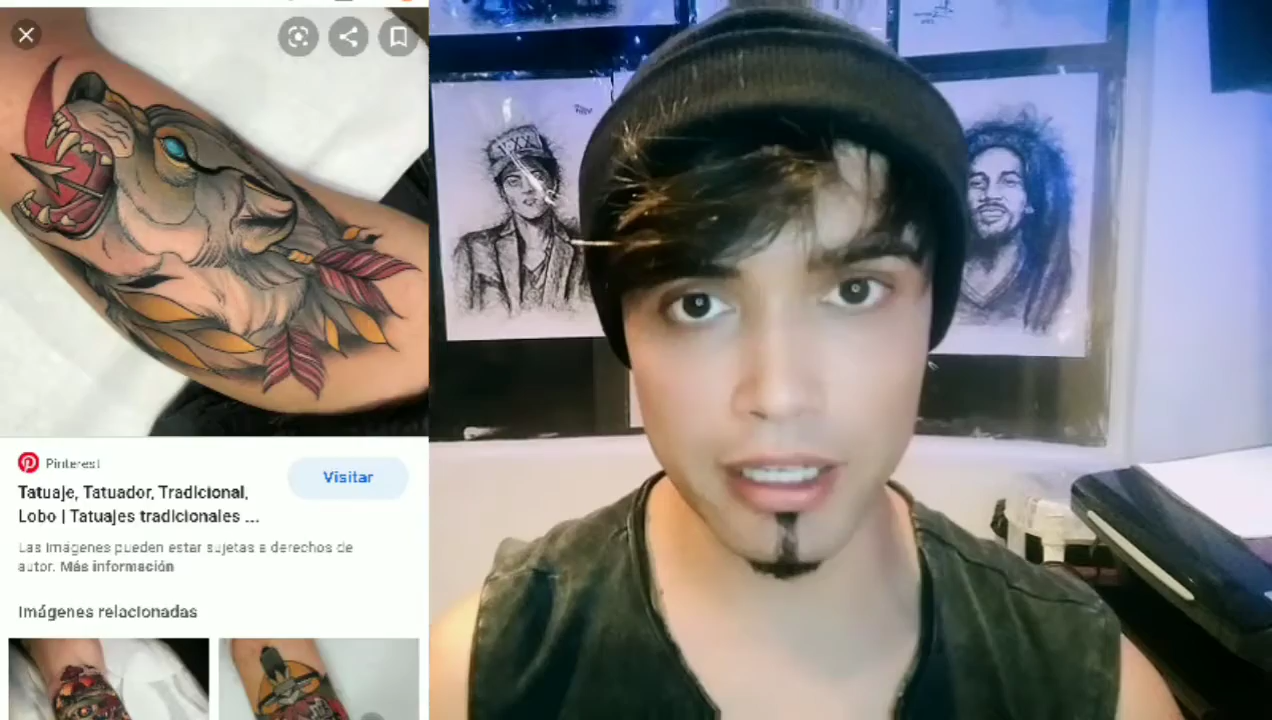 Pinterest
Visitar
Tatuaje, Tatuador, Tradicional,
Lobo | Tatuajes tradicionales ...
Las imágenes pueden estar sujetas a derechos de
autor. Más información
Imágenes relacionadas